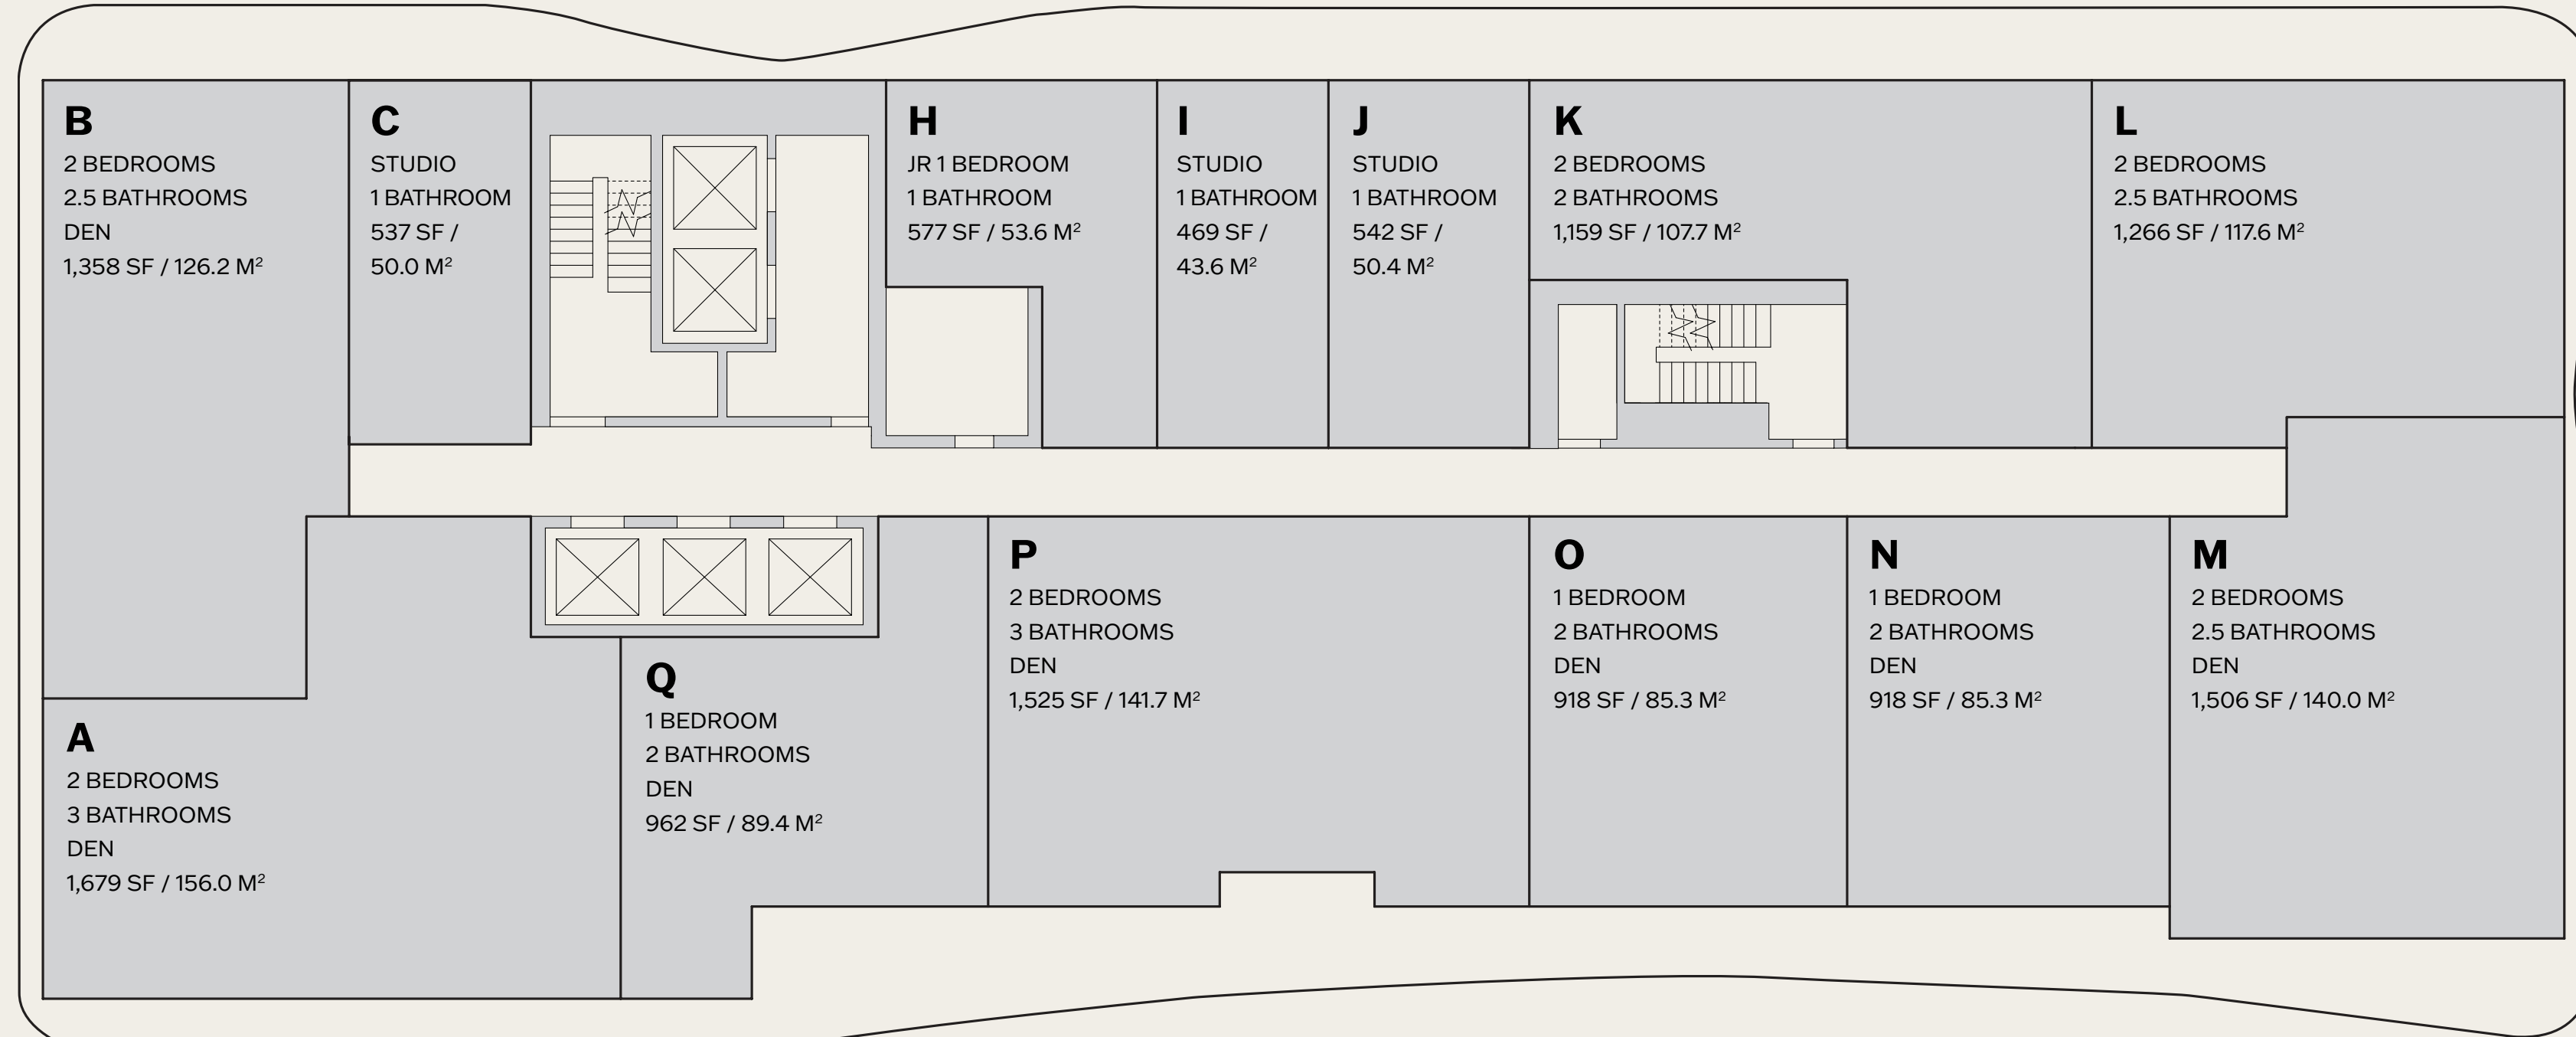 B
2 BEDROOMS
2.5 BATHROOMS
DEN
1,358 SF / 126.2 M²
C
STUDIO
1 BATHROOM
537 SF /
50.0 M²
H
JR 1 BEDROOM
1 BATHROOM
577 SF / 53.6 M²
I
STUDIO
1 BATHROOM
469 SF /
43.6 M²
J
STUDIO
1 BATHROOM
542 SF /
50.4 M²
K
2 BEDROOMS
2 BATHROOMS
1,159 SF / 107.7 M²
L
2 BEDROOMS
2.5 BATHROOMS
1,266 SF / 117.6 M²
A
2 BEDROOMS
3 BATHROOMS
DEN
1,679 SF / 156.0 M²
Q
1 BEDROOM
2 BATHROOMS
DEN
962 SF / 89.4 M²
P
2 BEDROOMS
3 BATHROOMS
DEN
1,525 SF / 141.7 M²
O
1 BEDROOM
2 BATHROOMS
DEN
918 SF / 85.3 M²
N
1 BEDROOM
2 BATHROOMS
DEN
918 SF / 85.3 M²
M
2 BEDROOMS
2.5 BATHROOMS
DEN
1,506 SF / 140.0 M²